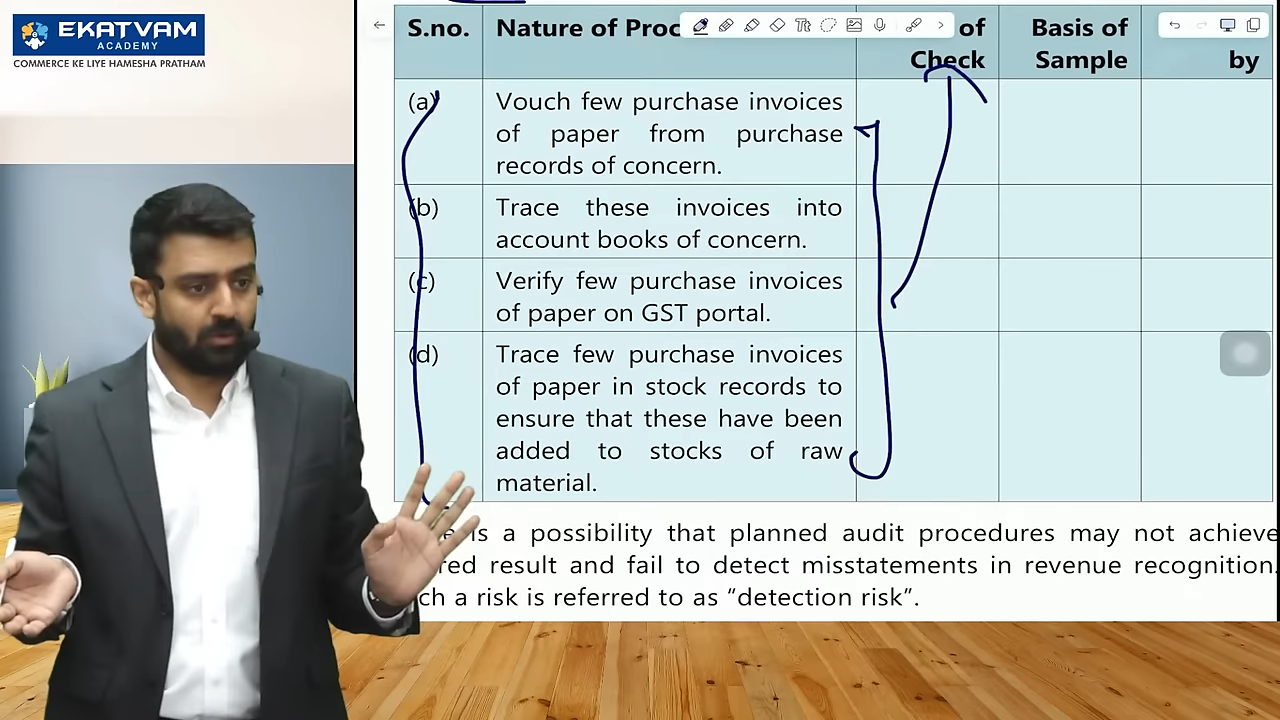 EKATVAM
ACADEMY
COMMERCE KE LIYE HAMESHA PRATHAM
S.no.
Nature of Proc
of
Check
Basis of
Sample
by
Tt
(a)
Vouch few purchase invoices
of paper from purchase
records of concern.
(b)
Trace these invoices into
account books of concern.
(c)
Verify few purchase invoices
of paper on GST portal.
(d)
Trace few purchase invoices
of paper in stock records to
ensure that these have been
added to stocks of raw
material.
is a possibility that planned audit procedures may not achieve
result and fail to detect misstatements in revenue recognition.
a risk is referred to as “detection risk”.